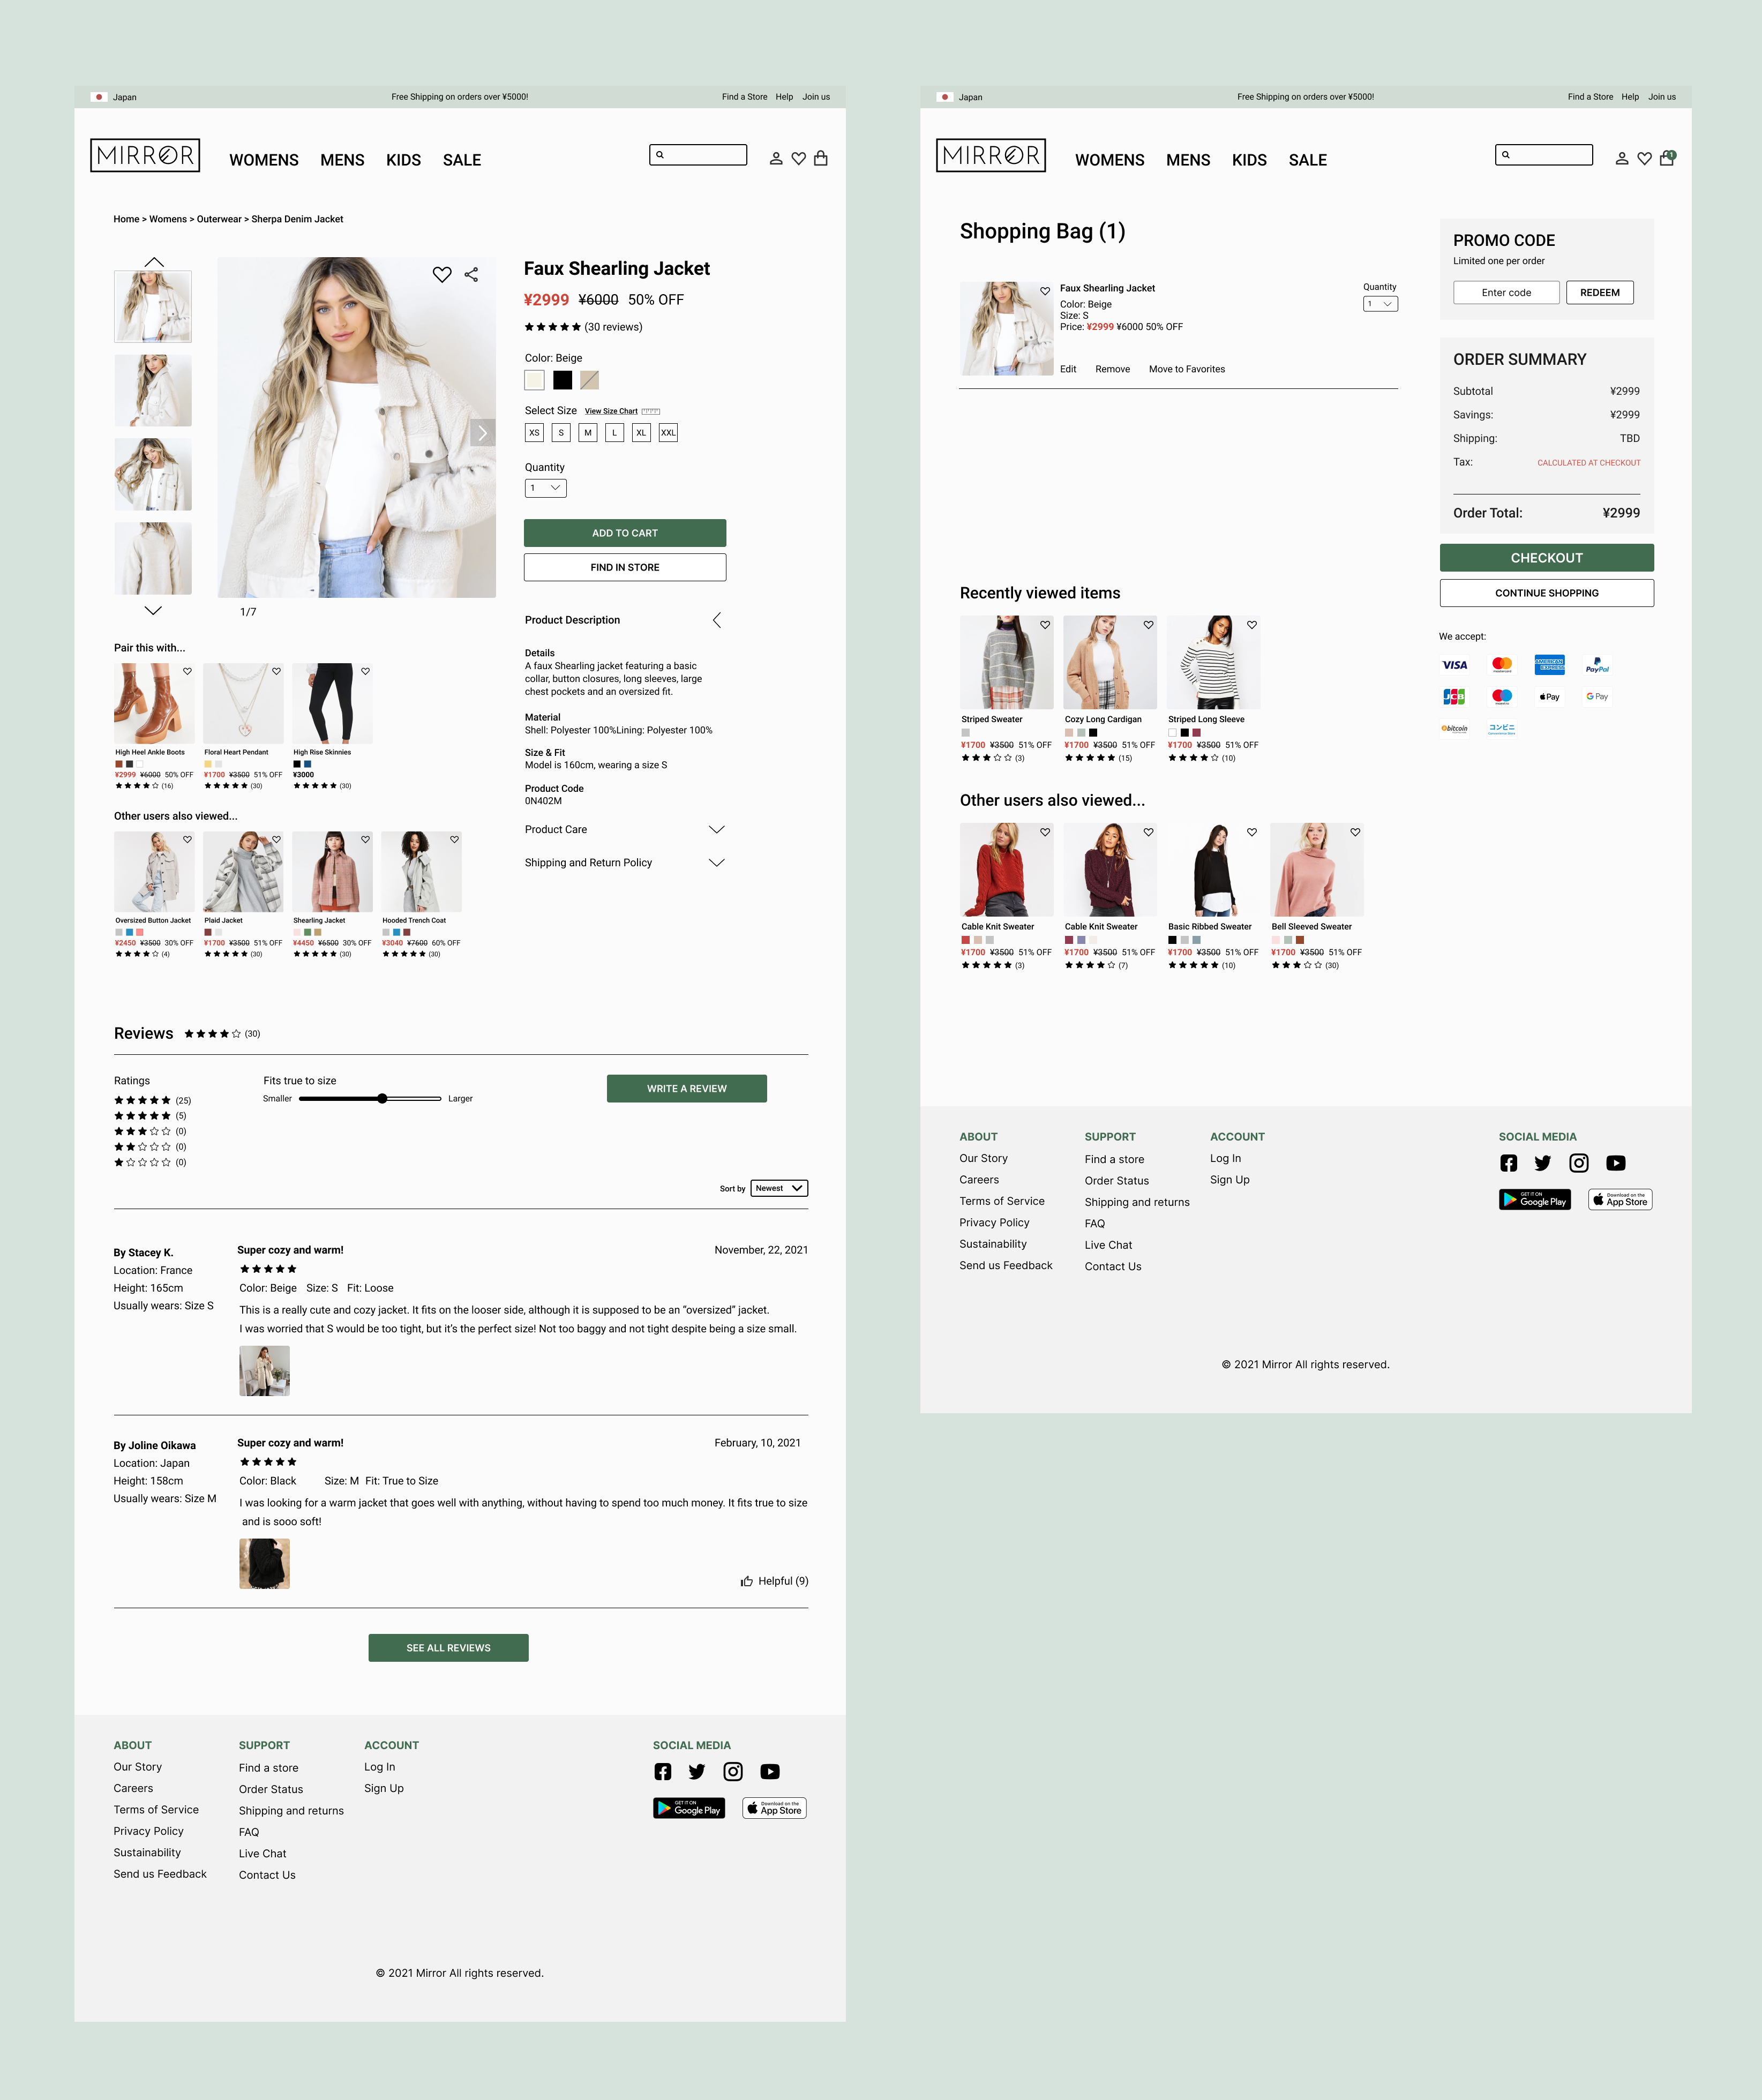 Japan
Free Shipping on orders over ¥5000!
Find a Store Help Join us
MIRROR
WOMENS MENS KIDS SALE
Home > Womens > Outerwear > Sherpa Denim Jacket
Faux Shearling Jacket
¥2999 ¥6000 50% OFF
(30 reviews)
Color: Beige
Select Size View Size Chart
XS S M L XL XXL
Quantity
1
ADD TO CART
FIND IN STORE
1/7
Product Description
Details
A faux Shearling jacket featuring a basic
collar, button closures, long sleeves, large
chest pockets and an oversized fit.
Material
Shell: Polyester 100%Lining: Polyester 100%
Size & Fit
Model is 160cm, wearing a size S
Product Code
0N402M
Product Care
Shipping and Return Policy
Pair this with...
High Heel Ankle Boots
¥2999 ¥6000 50% OFF
(16)
Floral Heart Pendant
¥1700 ¥3500 51% OFF
(30)
High Rise Skinnies
¥3000
(30)
Other users also viewed...
Oversized Button Jacket
¥2450 ¥3500 30% OFF
(4)
Plaid Jacket
¥1700 ¥3500 51% OFF
(30)
Shearling Jacket
¥4450 ¥6500 30% OFF
(30)
Hooded Trench Coat
¥3040 ¥7600 60% OFF
(30)
Reviews (30)
Ratings
(25)
(5)
(0)
(0)
(0)
Fits true to size
Smaller Larger
WRITE A REVIEW
Sort by Newest
By Stacey K.
Location: France
Height: 165cm
Usually wears: Size S
Super cozy and warm!
November, 22, 2021
Color: Beige Size: S Fit: Loose
This is a really cute and cozy jacket. It fits on the looser side, although it is supposed to be an “oversized” jacket.
I was worried that S would be too tight, but it’s the perfect size! Not too baggy and not tight despite being a size small.
By Joline Oikawa
Location: Japan
Height: 158cm
Usually wears: Size M
Super cozy and warm!
February, 10, 2021
Color: Black Size: M Fit: True to Size
I was looking for a warm jacket that goes well with anything, without having to spend too much money. It fits true to size
and is sooo soft!
Helpful (9)
SEE ALL REVIEWS
ABOUT
Our Story
Careers
Terms of Service
Privacy Policy
Sustainability
Send us Feedback
SUPPORT
Find a store
Order Status
Shipping and returns
FAQ
Live Chat
Contact Us
ACCOUNT
Log In
Sign Up
SOCIAL MEDIA
GET IT ON
Google Play
Download on the
App Store
© 2021 Mirror All rights reserved.
Japan
Free Shipping on orders over ¥5000!
Find a Store Help Join us
MIRROR
WOMENS MENS KIDS SALE
1
Shopping Bag (1)
Faux Shearling Jacket
Color: Beige
Size: S
Price: ¥2999 ¥6000 50% OFF
Edit Remove Move to Favorites
Quantity
1
PROMO CODE
Limited one per order
Enter code REDEEM
ORDER SUMMARY
Subtotal ¥2999
Savings: ¥2999
Shipping: TBD
Tax: CALCULATED AT CHECKOUT
Order Total: ¥2999
CHECKOUT
CONTINUE SHOPPING
We accept:
VISA
AMERICAN EXPRESS
PayPal
JCB
Pay
G Pay
bitcoin
コンビニ
Recently viewed items
Striped Sweater
¥1700 ¥3500 51% OFF
(3)
Cozy Long Cardigan
¥1700 ¥3500 51% OFF
(15)
Striped Long Sleeve
¥1700 ¥3500 51% OFF
(10)
Other users also viewed...
Cable Knit Sweater
¥1700 ¥3500 51% OFF
(3)
Cable Knit Sweater
¥1700 ¥3500 51% OFF
(7)
Basic Ribbed Sweater
¥1700 ¥3500 51% OFF
(10)
Bell Sleeved Sweater
¥1700 ¥3500 51% OFF
(30)
ABOUT
Our Story
Careers
Terms of Service
Privacy Policy
Sustainability
Send us Feedback
SUPPORT
Find a store
Order Status
Shipping and returns
FAQ
Live Chat
Contact Us
ACCOUNT
Log In
Sign Up
SOCIAL MEDIA
GET IT ON
Google Play
Download on the
App Store
© 2021 Mirror All rights reserved.